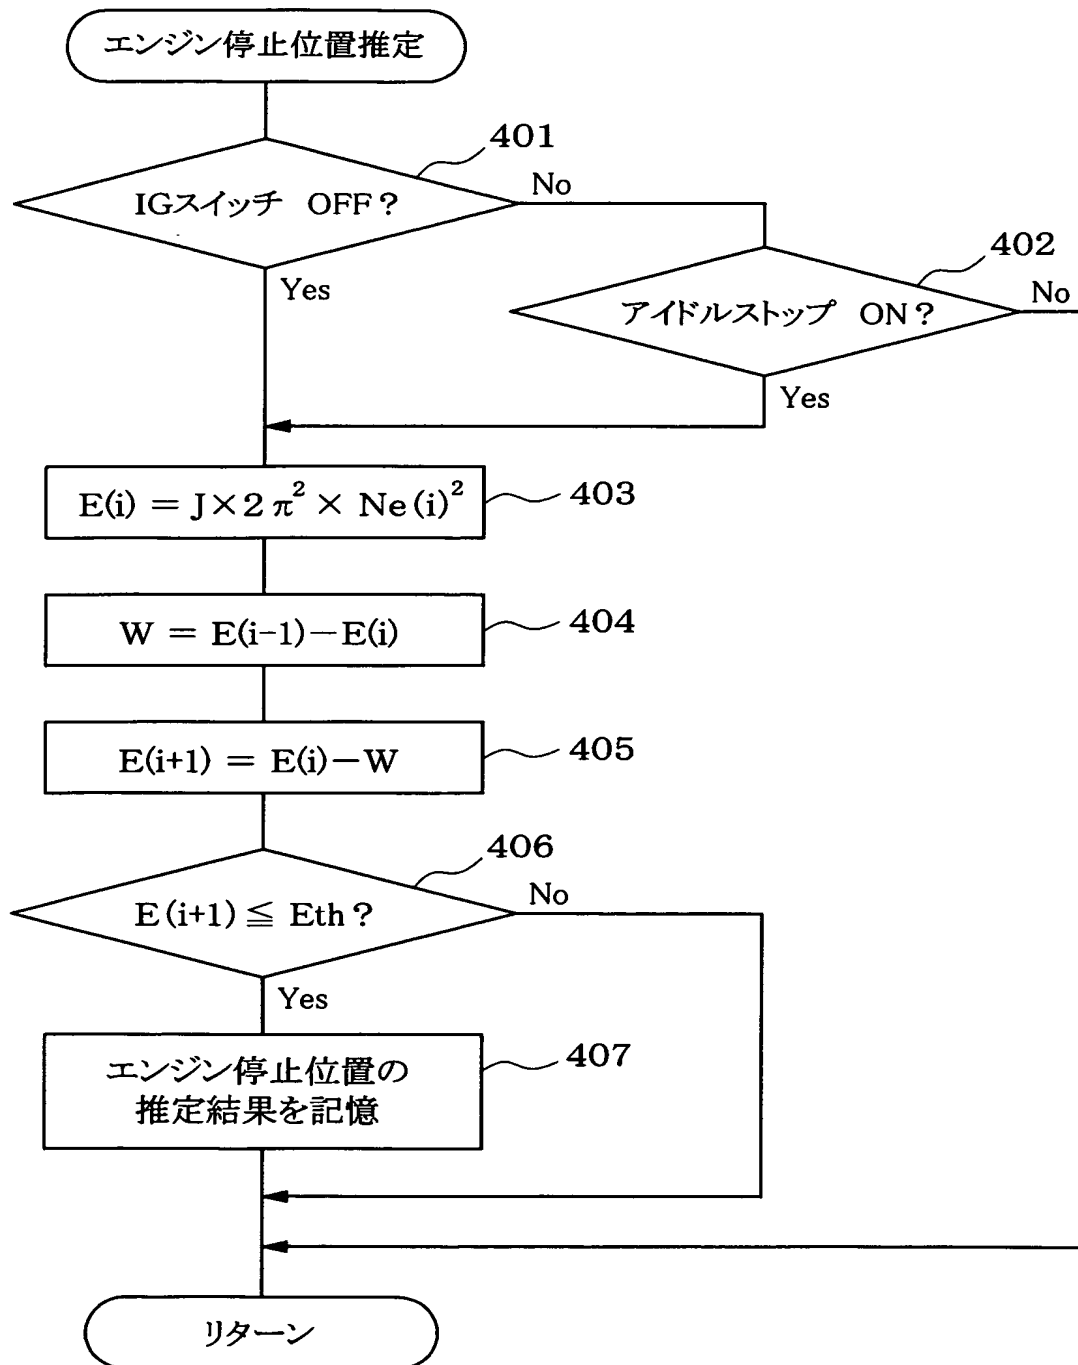 エンジン停止位置推定
401
IGスイッチ OFF?
No
402
Yes
アイドルストップ ON?
No
Yes
E(i) = J×2π² × Ne(i)²
403
W = E(i-1)−E(i)
404
E(i+1) = E(i)−W
405
406
E(i+1)≦ Eth?
No
Yes
エンジン停止位置の
推定結果を記憶
407
リターン